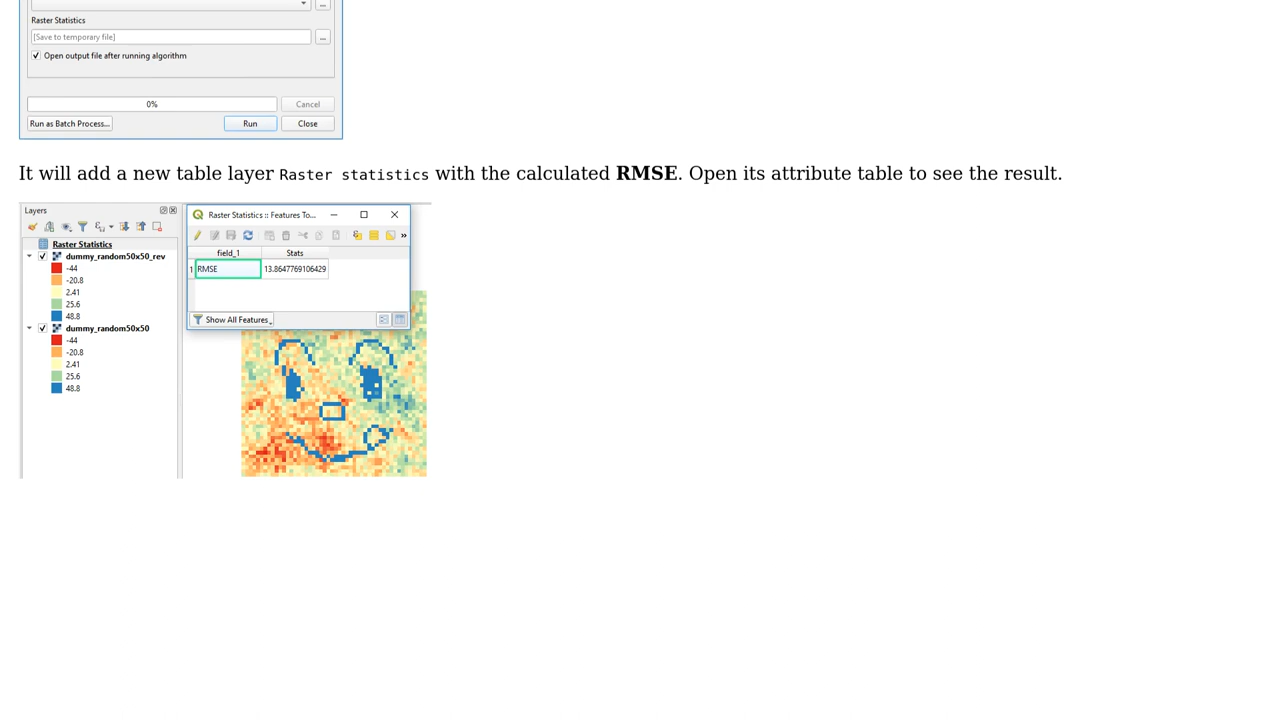 ...
Raster Statistics
[Save to temporary file]
...
Open output file after running algorithm
0%
Cancel
Run as Batch Process...
Run
Close
It will add a new table layer Raster statistics with the calculated RMSE. Open its attribute table to see the result.
Layers
Raster Statistics
dummy_random50x50_rev
-44
-20.8
2.41
25.6
48.8
dummy_random50x50
-44
-20.8
2.41
25.6
48.8
Raster Statistics :: Features To...
»
field_1 Stats
1 RMSE 13.8647769106429
Show All Features